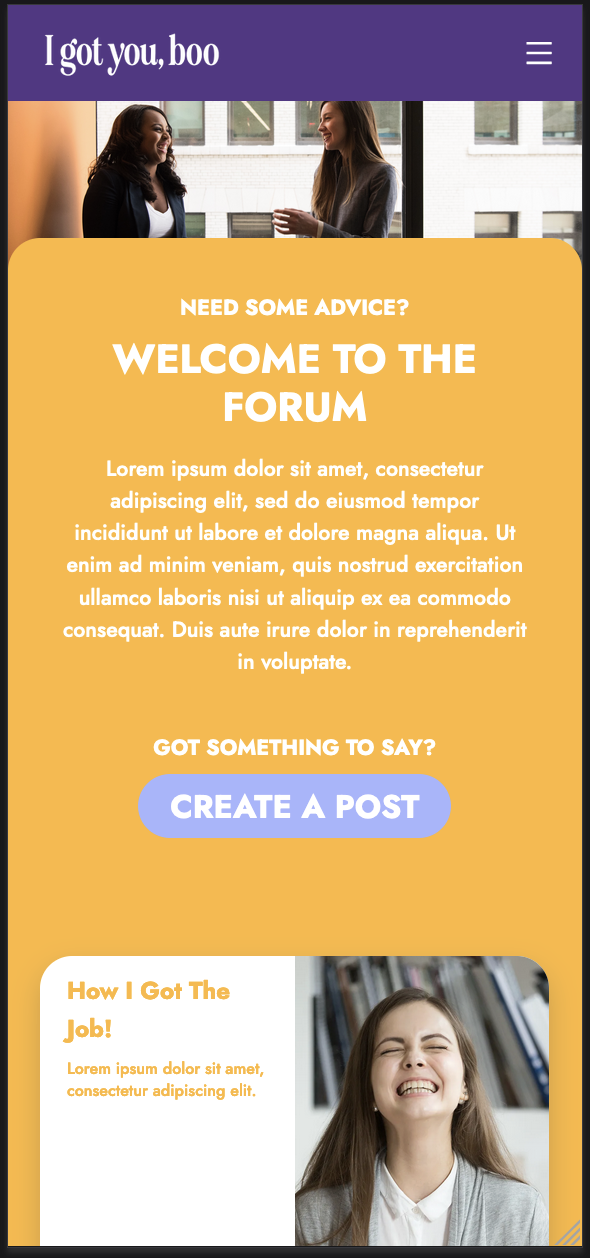 I got you, boo
NEED SOME ADVICE?
WELCOME TO THE
FORUM
Lorem ipsum dolor sit amet, consectetur
adipiscing elit, sed do eiusmod tempor
incididunt ut labore et dolore magna aliqua. Ut
enim ad minim veniam, quis nostrud exercitation
ullamco laboris nisi ut aliquip ex ea commodo
consequat. Duis aute irure dolor in reprehenderit
in voluptate.
GOT SOMETHING TO SAY?
CREATE A POST
How I Got The
Job!
Lorem ipsum dolor sit amet,
consectetur adipiscing elit.